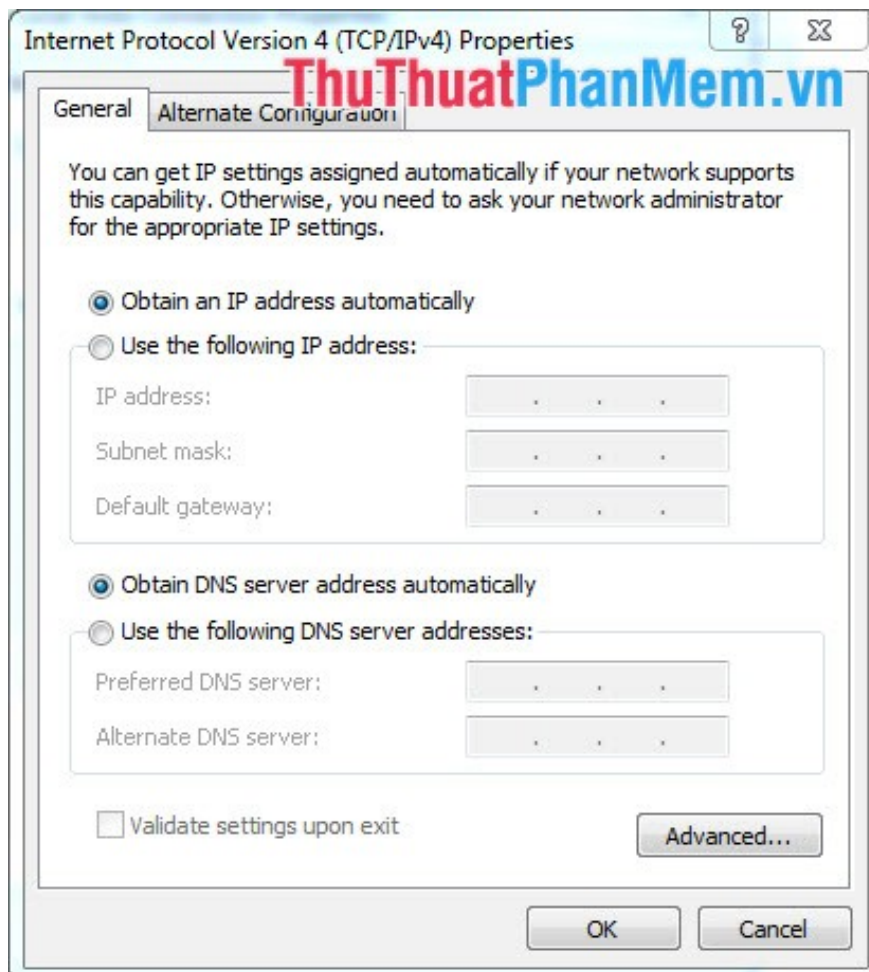 Internet Protocol Version 4 (TCP/IPv4) Properties
ThuThuatPhanMem.vn
General
Alternate Configuration
You can get IP settings assigned automatically if your network supports
this capability. Otherwise, you need to ask your network administrator
for the appropriate IP settings.
Obtain an IP address automatically
Use the following IP address:
IP address:
Subnet mask:
Default gateway:
Obtain DNS server address automatically
Use the following DNS server addresses:
Preferred DNS server:
Alternate DNS server:
Validate settings upon exit
Advanced...
OK
Cancel